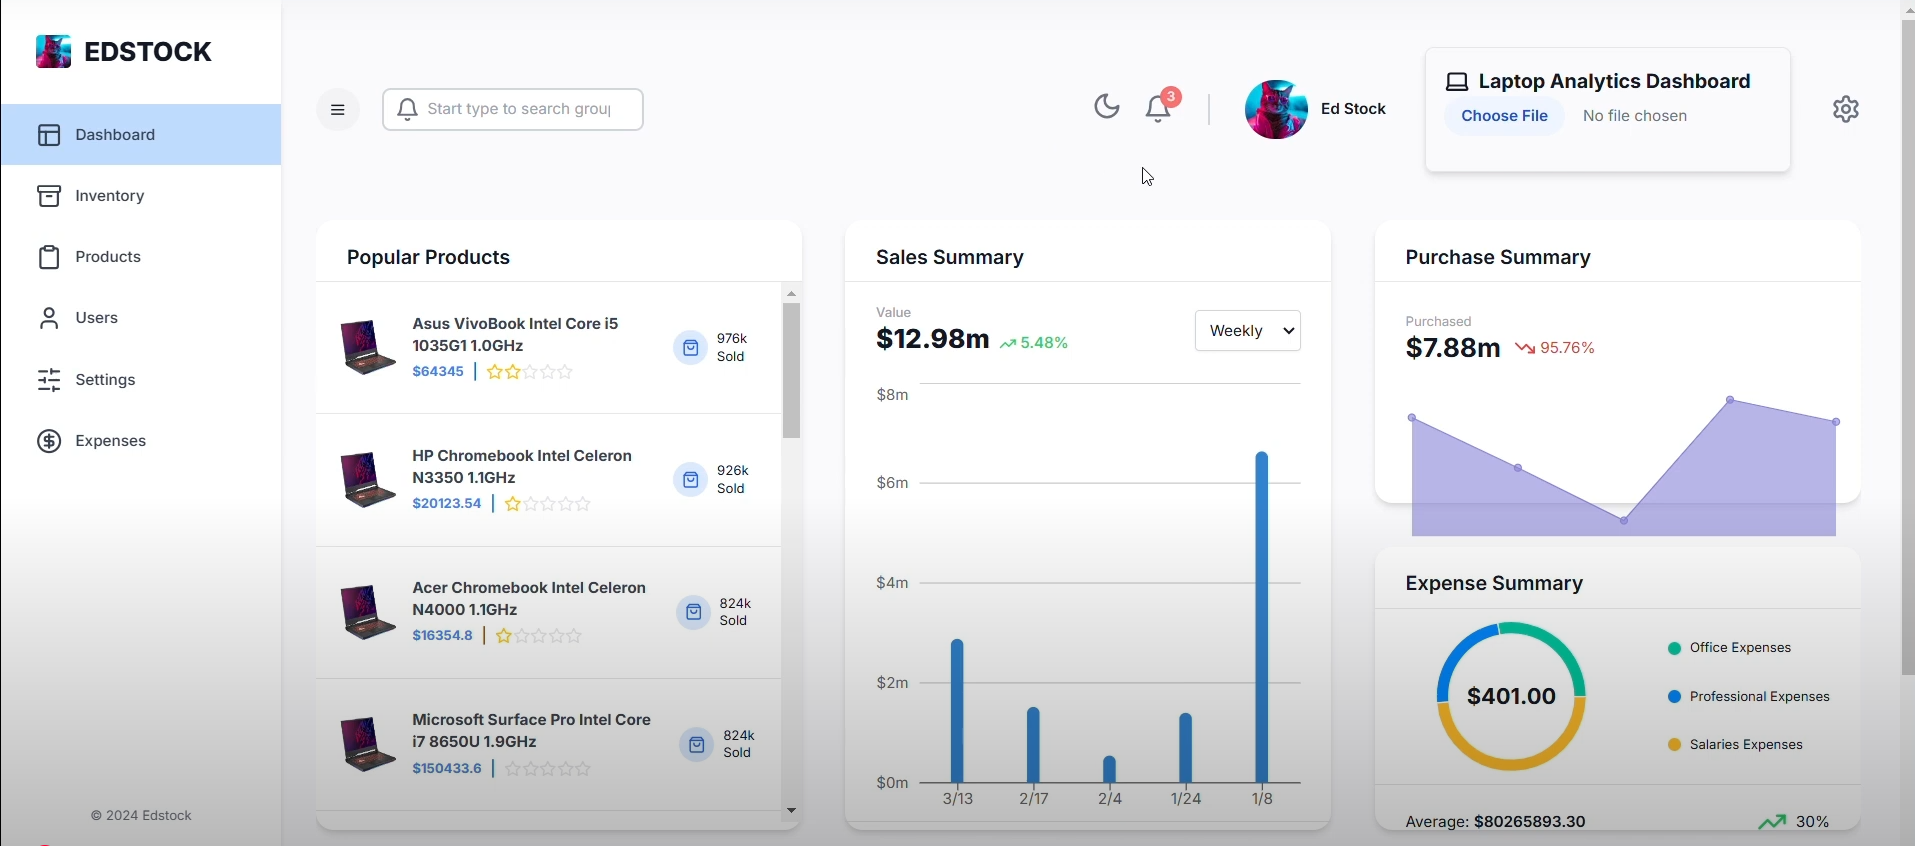 EDSTOCK
Dashboard
Inventory
Products
Users
Settings
Expenses
© 2024 Edstock
Start type to search grou
3
Ed Stock
Laptop Analytics Dashboard
Choose File No file chosen
Popular Products
Asus VivoBook Intel Core i5
1035G1 1.0GHz
$64345
976k
Sold
HP Chromebook Intel Celeron
N3350 1.1GHz
$20123.54
926k
Sold
Acer Chromebook Intel Celeron
N4000 1.1GHz
$16354.8
824k
Sold
Microsoft Surface Pro Intel Core
i7 8650U 1.9GHz
$150433.6
824k
Sold
Sales Summary
Value
$12.98m 5.48%
Weekly
$8m
$6m
$4m
$2m
$0m
3/13 2/17 2/4 1/24 1/8
Purchase Summary
Purchased
$7.88m 95.76%
Expense Summary
$401.00
Office Expenses
Professional Expenses
Salaries Expenses
Average: $80265893.30
30%